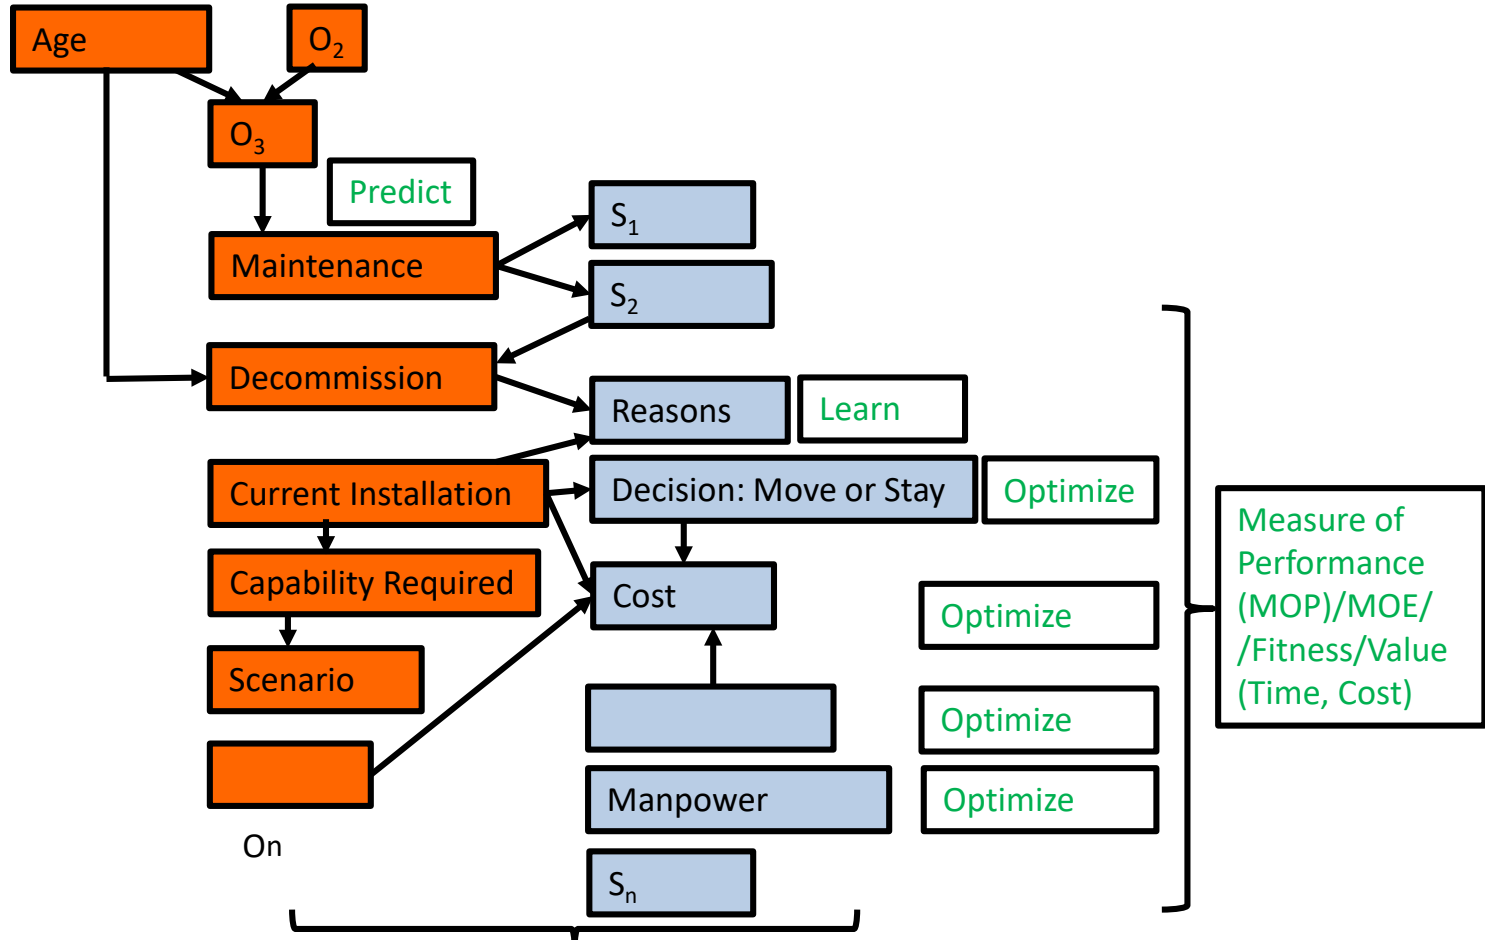 Age
O₂
O₃
Predict
S₁
Maintenance
S₂
Decommission
Reasons
Learn
Current Installation
Decision: Move or Stay
Optimize
Measure of
Performance
(MOP)/MOE/
/Fitness/Value
(Time, Cost)
Capability Required
Cost
Optimize
Scenario
Optimize
Manpower
Optimize
On
Sₙ